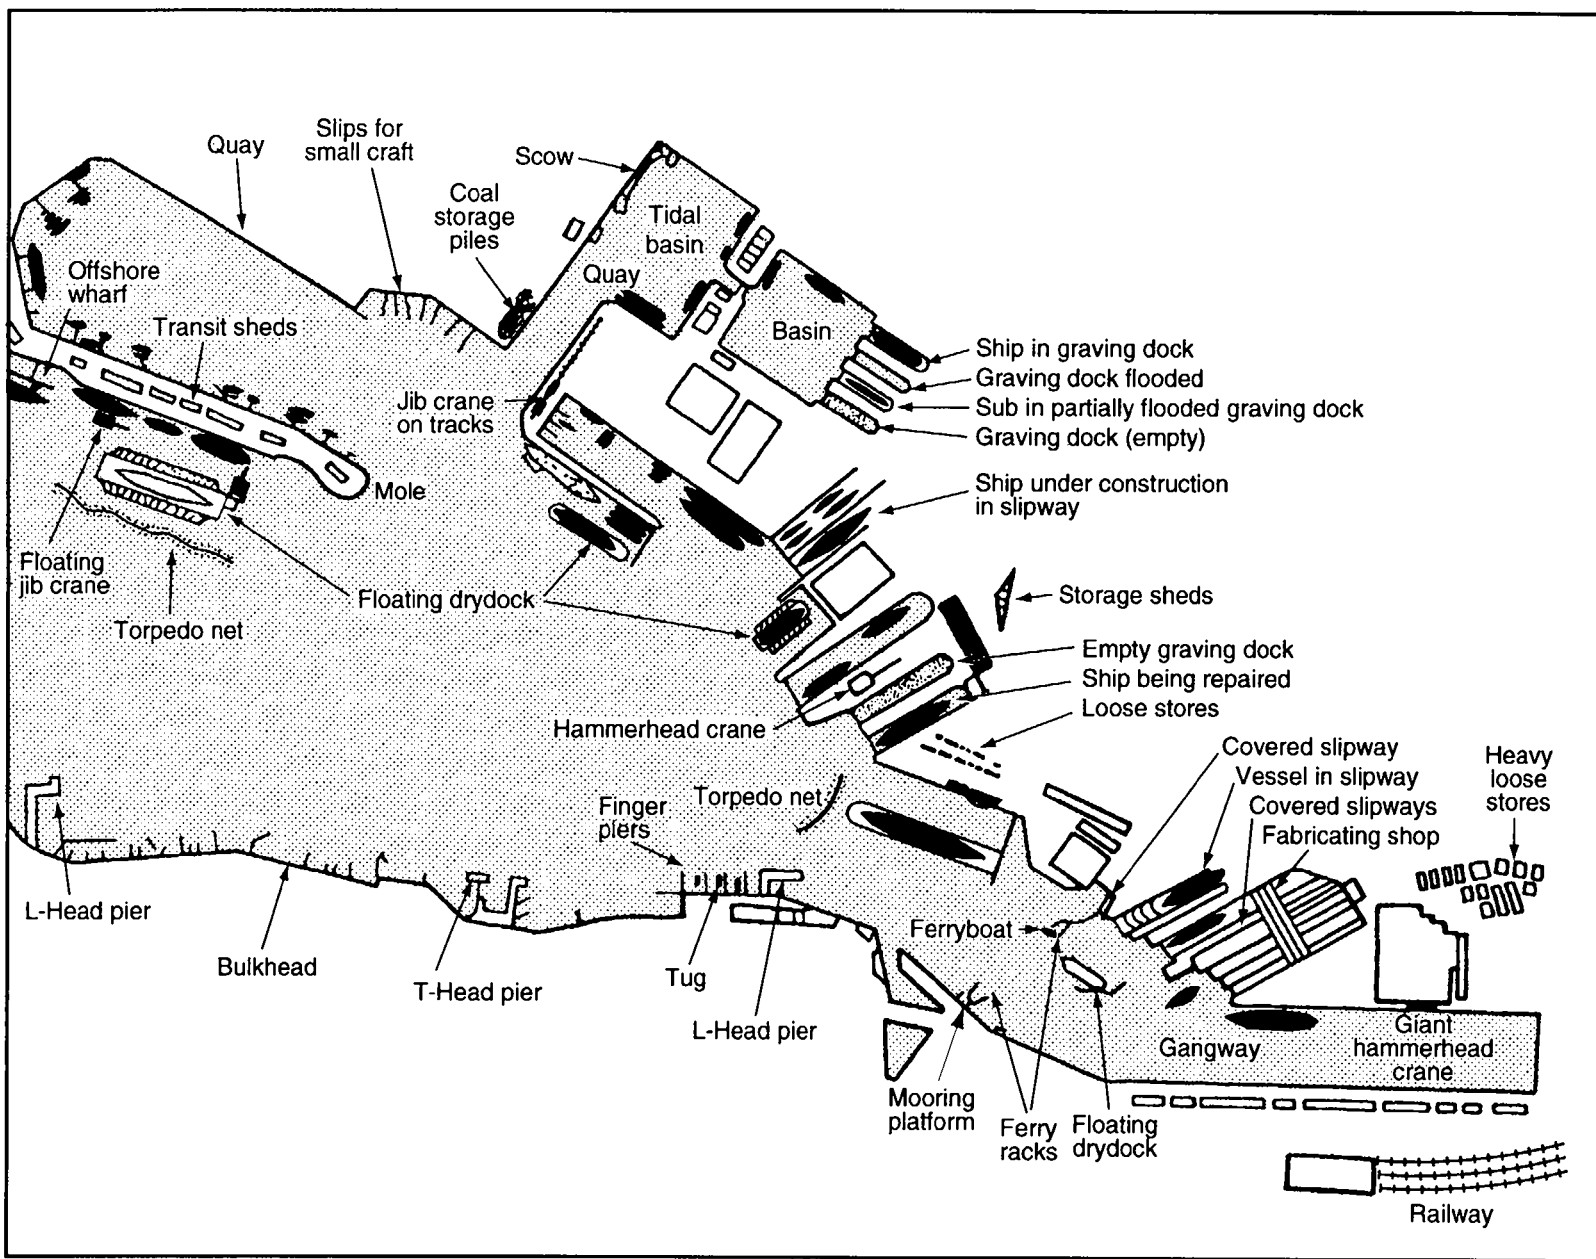 Quay
Slips for
small craft
Scow
Coal
storage
piles
Tidal
basin
Quay
Offshore
wharf
Transit sheds
Basin
Ship in graving dock
Graving dock flooded
Sub in partially flooded graving dock
Graving dock (empty)
Jib crane
on tracks
Mole
Ship under construction
in slipway
Floating
jib crane
Floating drydock
Torpedo net
Storage sheds
Empty graving dock
Ship being repaired
Loose stores
Hammerhead crane
Covered slipway
Vessel in slipway
Covered slipways
Fabricating shop
Heavy
loose
stores
Torpedo net
Finger
piers
L-Head pier
Bulkhead
T-Head pier
Tug
L-Head pier
Ferryboat
Gangway
Giant
hammerhead
crane
Mooring
platform
Ferry
racks
Floating
drydock
Railway